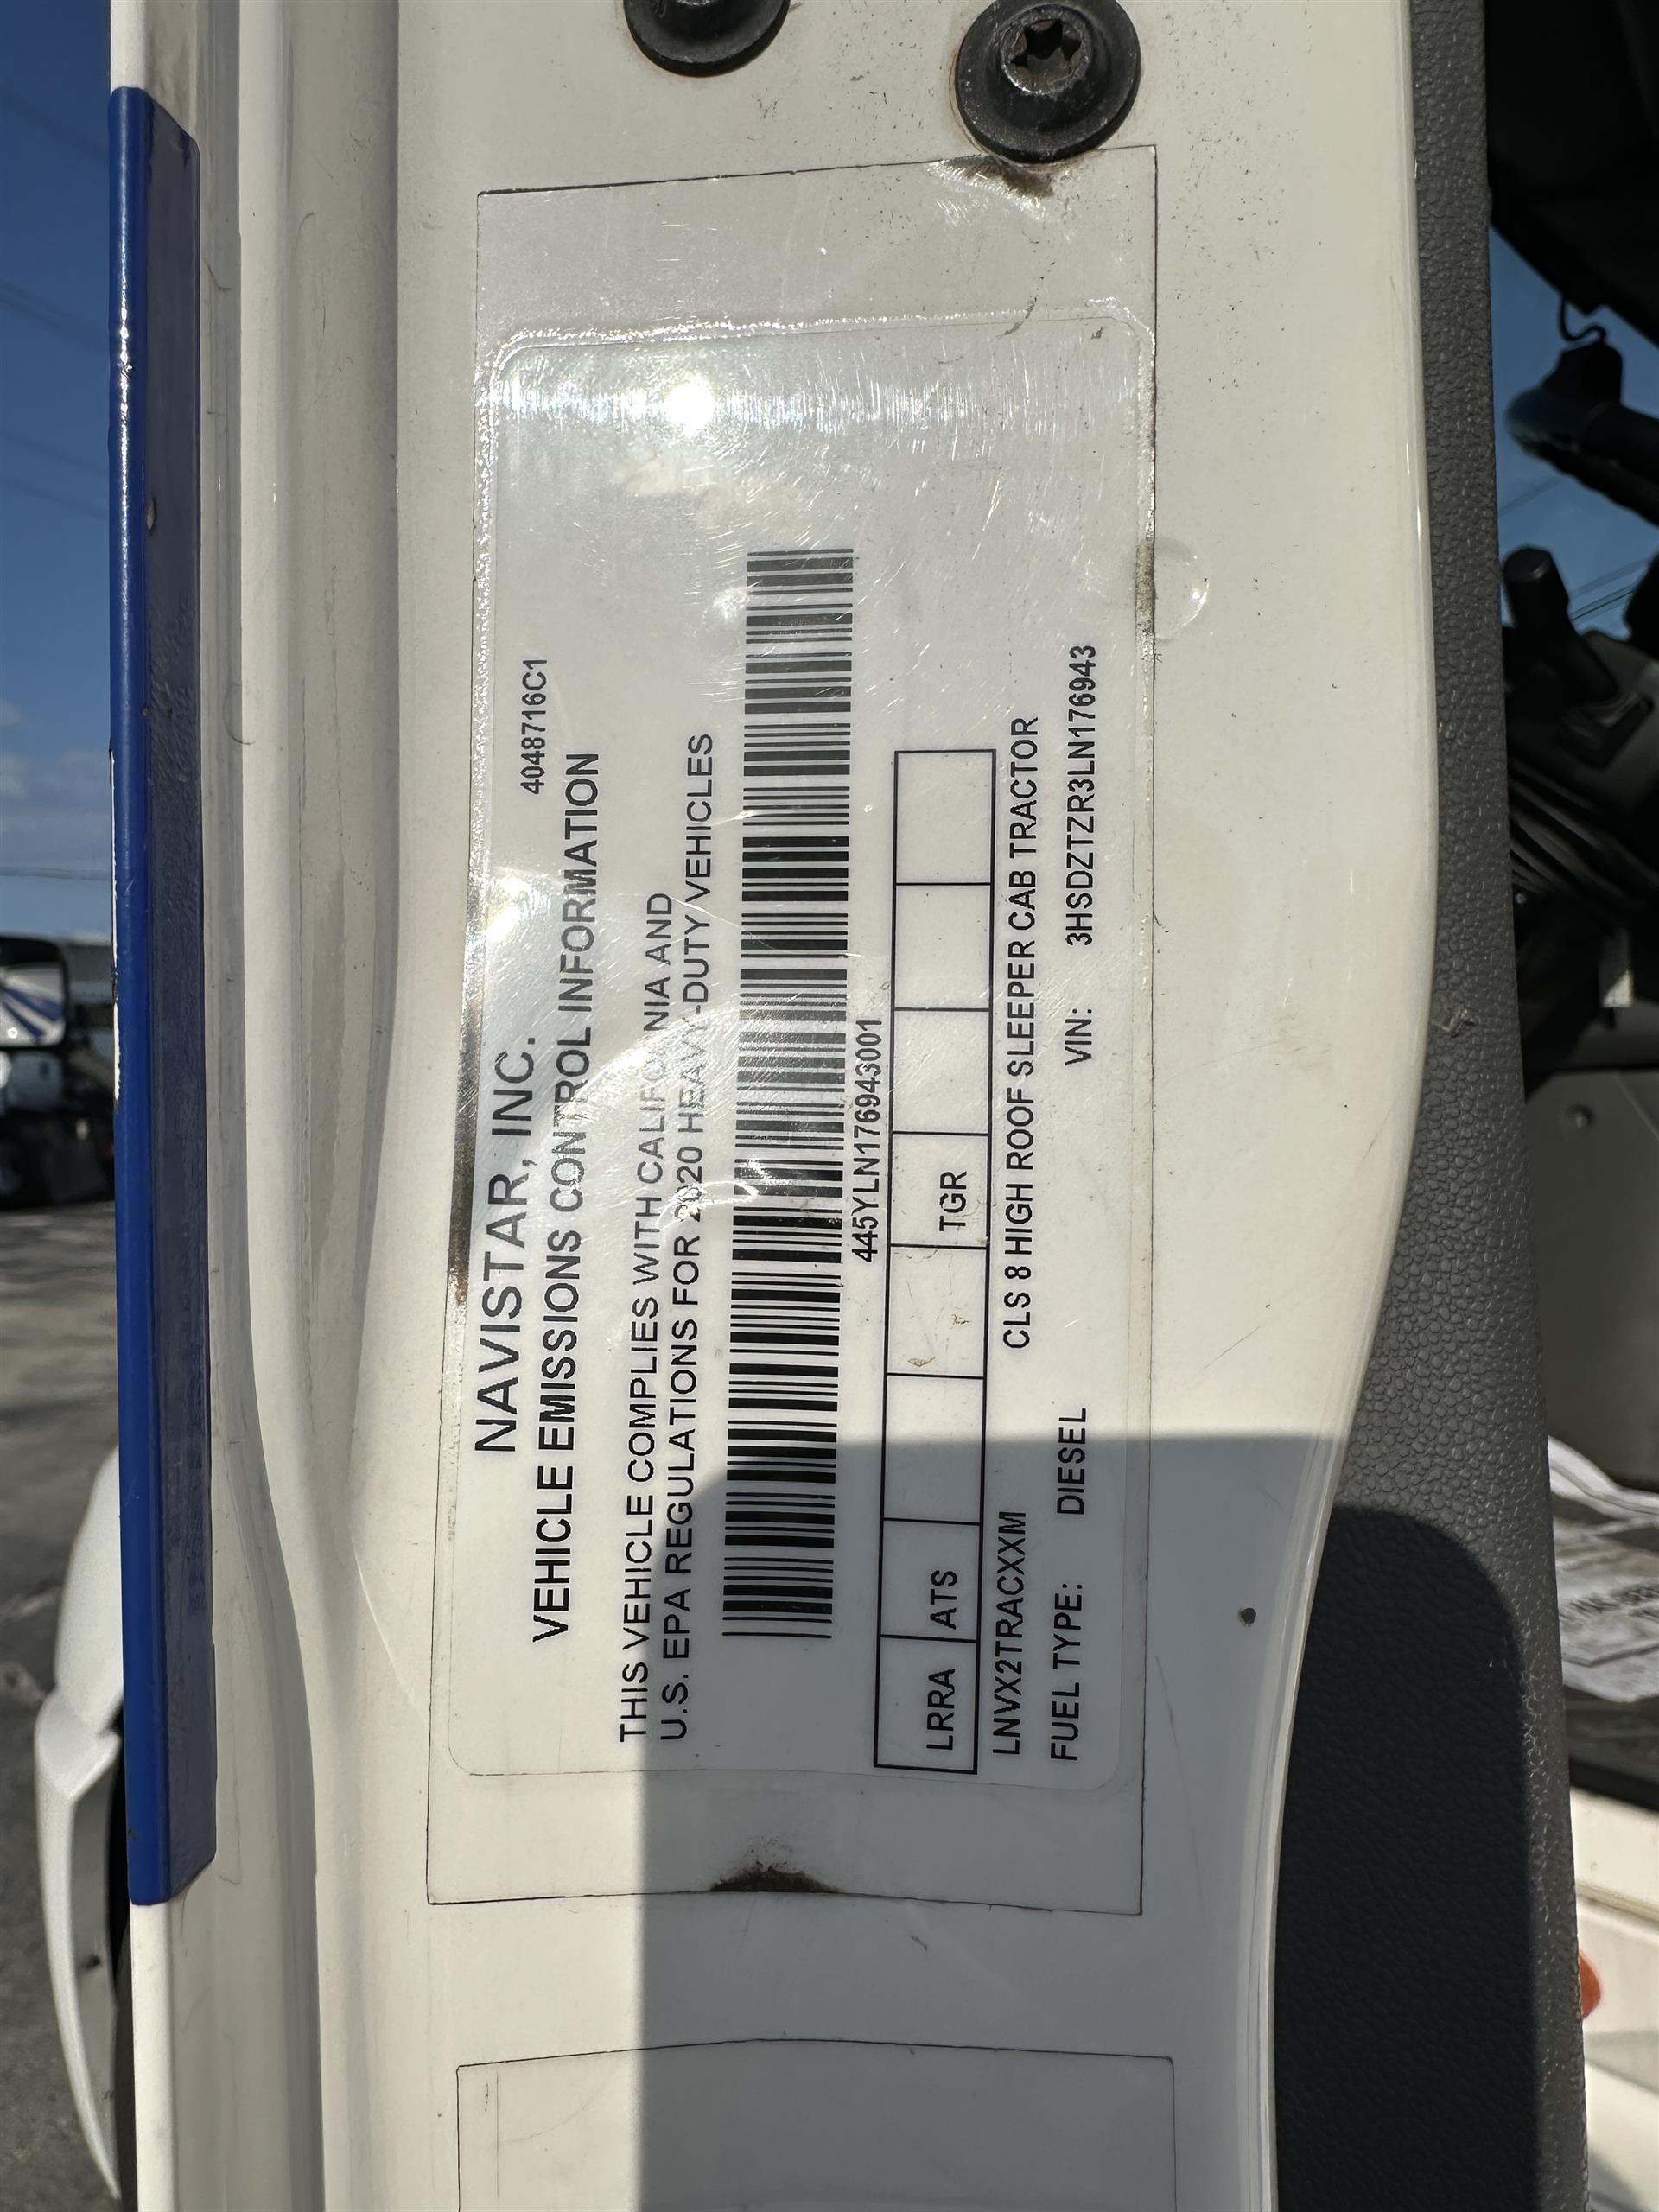 4048716C1
NAVISTAR, INC.
VEHICLE EMISSIONS CONTROL INFORMATION
THIS VEHICLE COMPLIES WITH CALIFORNIA AND
U.S. EPA REGULATIONS FOR 2020 HEAVY-DUTY VEHICLES
445YLN176943001
LRRA ATS TGR
LNVX2TRACXXM CLS 8 HIGH ROOF SLEEPER CAB TRACTOR
FUEL TYPE: DIESEL VIN: 3HSDZTZR3LN176943